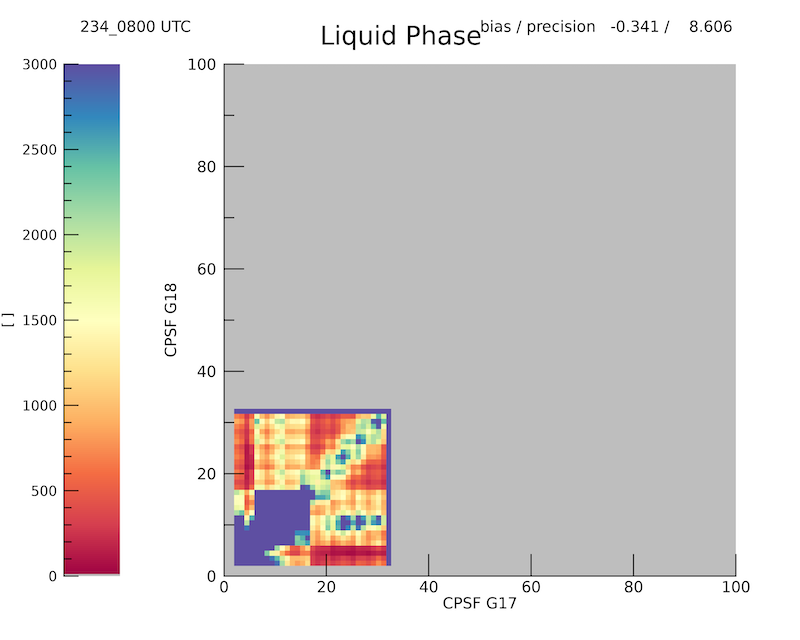 234_0800 UTC
Liquid Phase
bias / precision -0.341 / 8.606
3000
2500
2000
1500
1000
500
0
[ ]
100
80
60
40
20
0
CPSF G18
0 20 40 60 80 100
CPSF G17